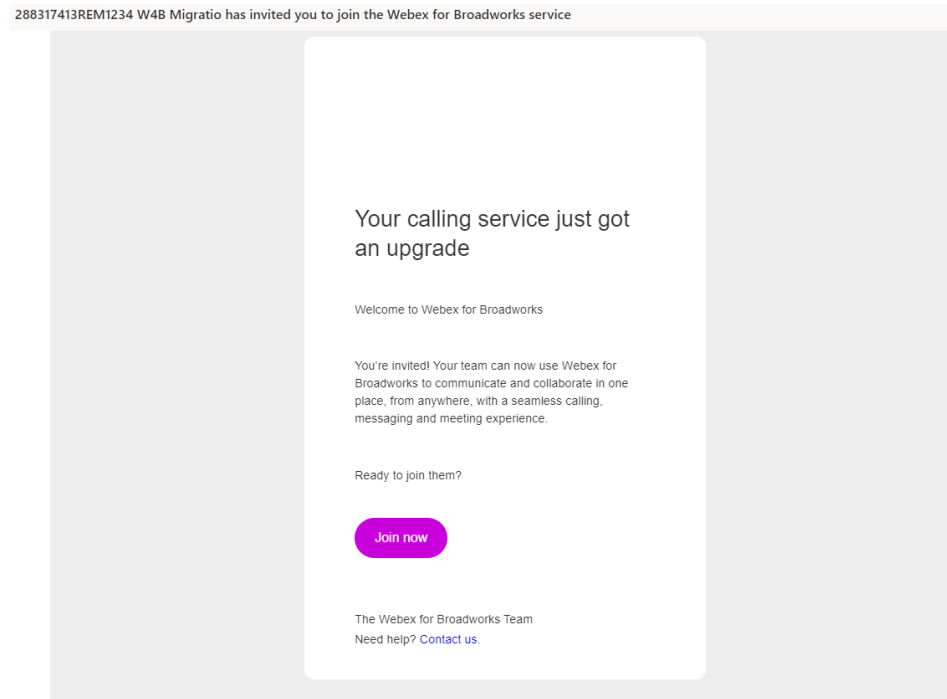 288317413REM1234 W4B Migratio has invited you to join the Webex for Broadworks service
Your calling service just got
an upgrade
Welcome to Webex for Broadworks
You're invited! Your team can now use Webex for
Broadworks to communicate and collaborate in one
place, from anywhere, with a seamless calling,
messaging and meeting experience.
Ready to join them?
Join now
The Webex for Broadworks Team
Need help? Contact us.